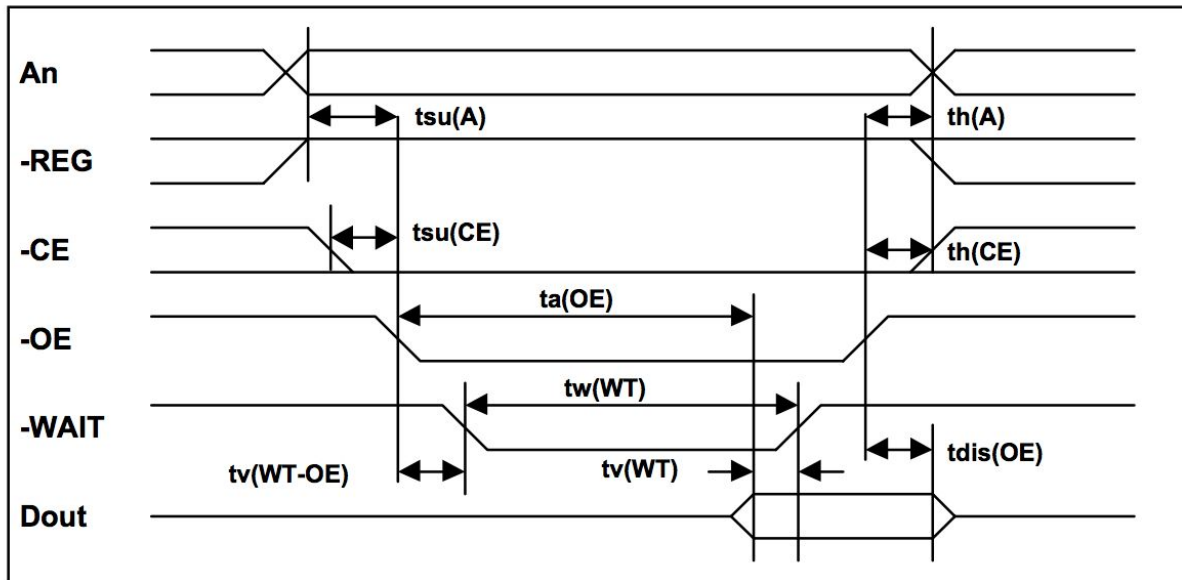 An
tsu(A)
th(A)
-REG
tsu(CE)
-CE
th(CE)
ta(OE)
-OE
tw(WT)
-WAIT
tv(WT-OE)
tv(WT)
tdis(OE)
Dout